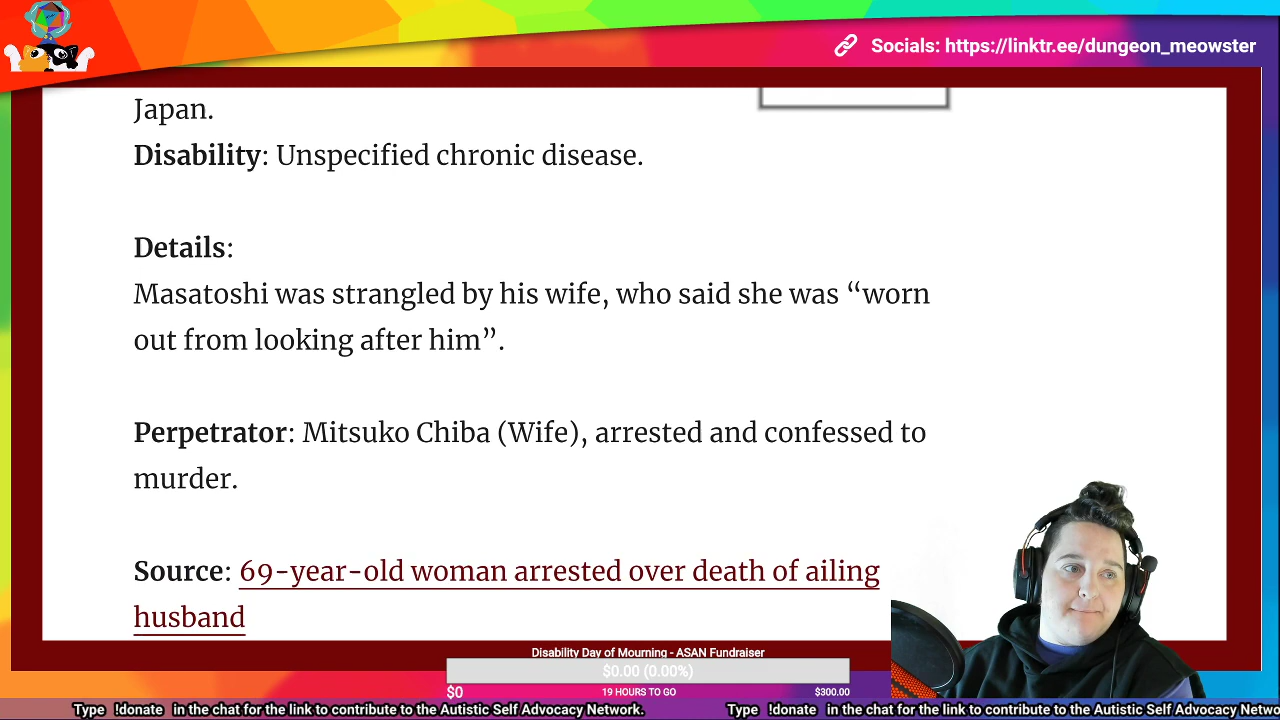 Socials: https://linktr.ee/dungeon_meowster
Japan.
Disability: Unspecified chronic disease.
Details:
Masatoshi was strangled by his wife, who said she was “worn
out from looking after him”.
Perpetrator: Mitsuko Chiba (Wife), arrested and confessed to
murder.
Source: 69-year-old woman arrested over death of ailing
husband
Disability Day of Mourning - ASAN Fundraiser
$0.00 (0.00%)
$0 19 HOURS TO GO $300.00
Type !donate in the chat for the link to contribute to the Autistic Self Advocacy Network. Type !donate in the chat for the link to contribute to the Autistic Self Advocacy Netwo